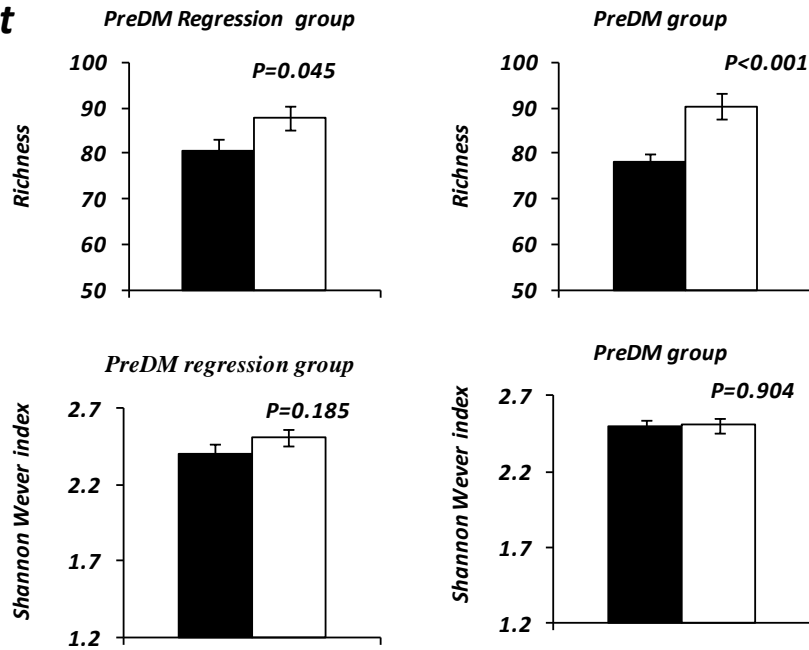 t
PreDM Regression group
P=0.045
Richness
100
90
80
70
60
50
PreDM group
P<0.001
Richness
100
90
80
70
60
50
PreDM regression group
P=0.185
Shannon Wever index
2.7
2.2
1.7
1.2
PreDM group
P=0.904
Shannon Wever index
2.7
2.2
1.7
1.2